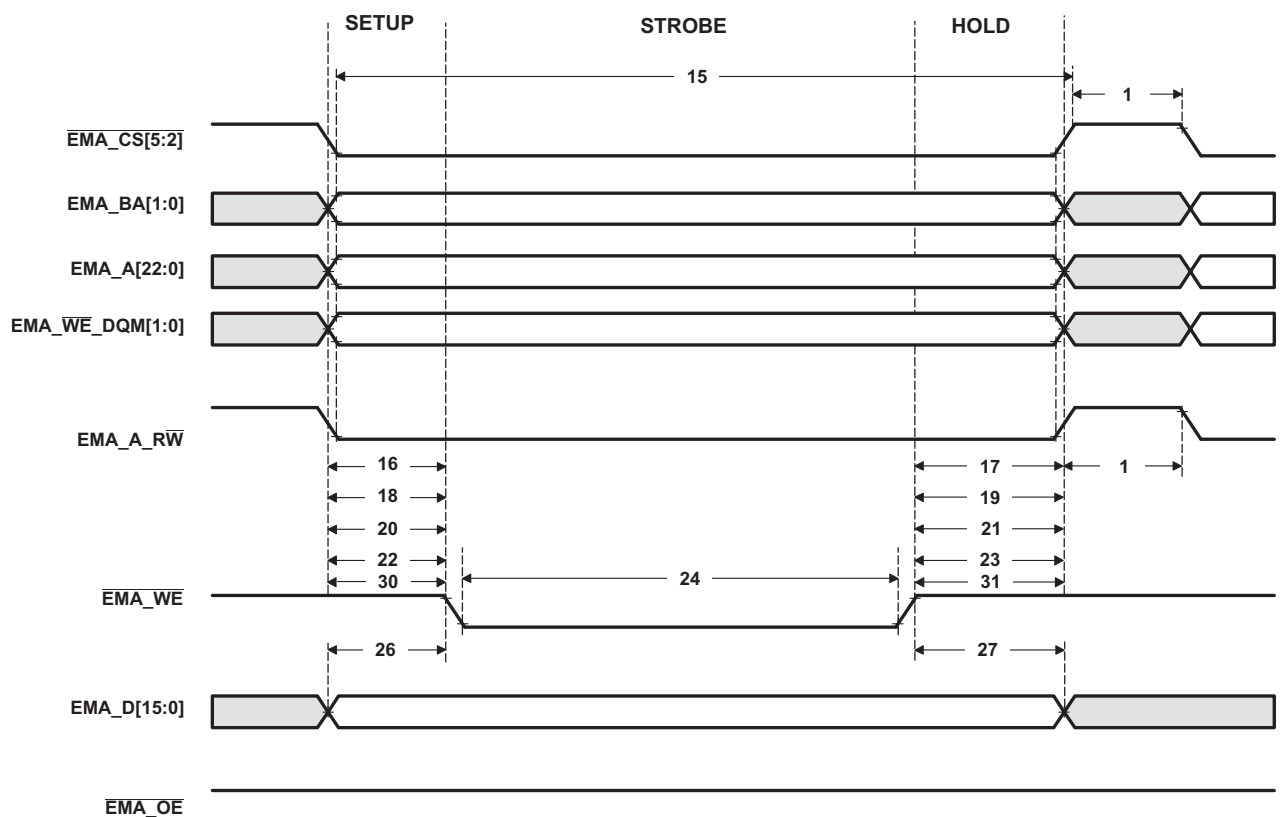 SETUP STROBE HOLD
15
1
EMA_CS[5:2]
EMA_BA[1:0]
EMA_A[22:0]
EMA_WE_DQM[1:0]
EMA_A_RW
16 17 1
18 19
20 21
22 23
24
30 31
EMA_WE
26 27
EMA_D[15:0]
EMA_OE